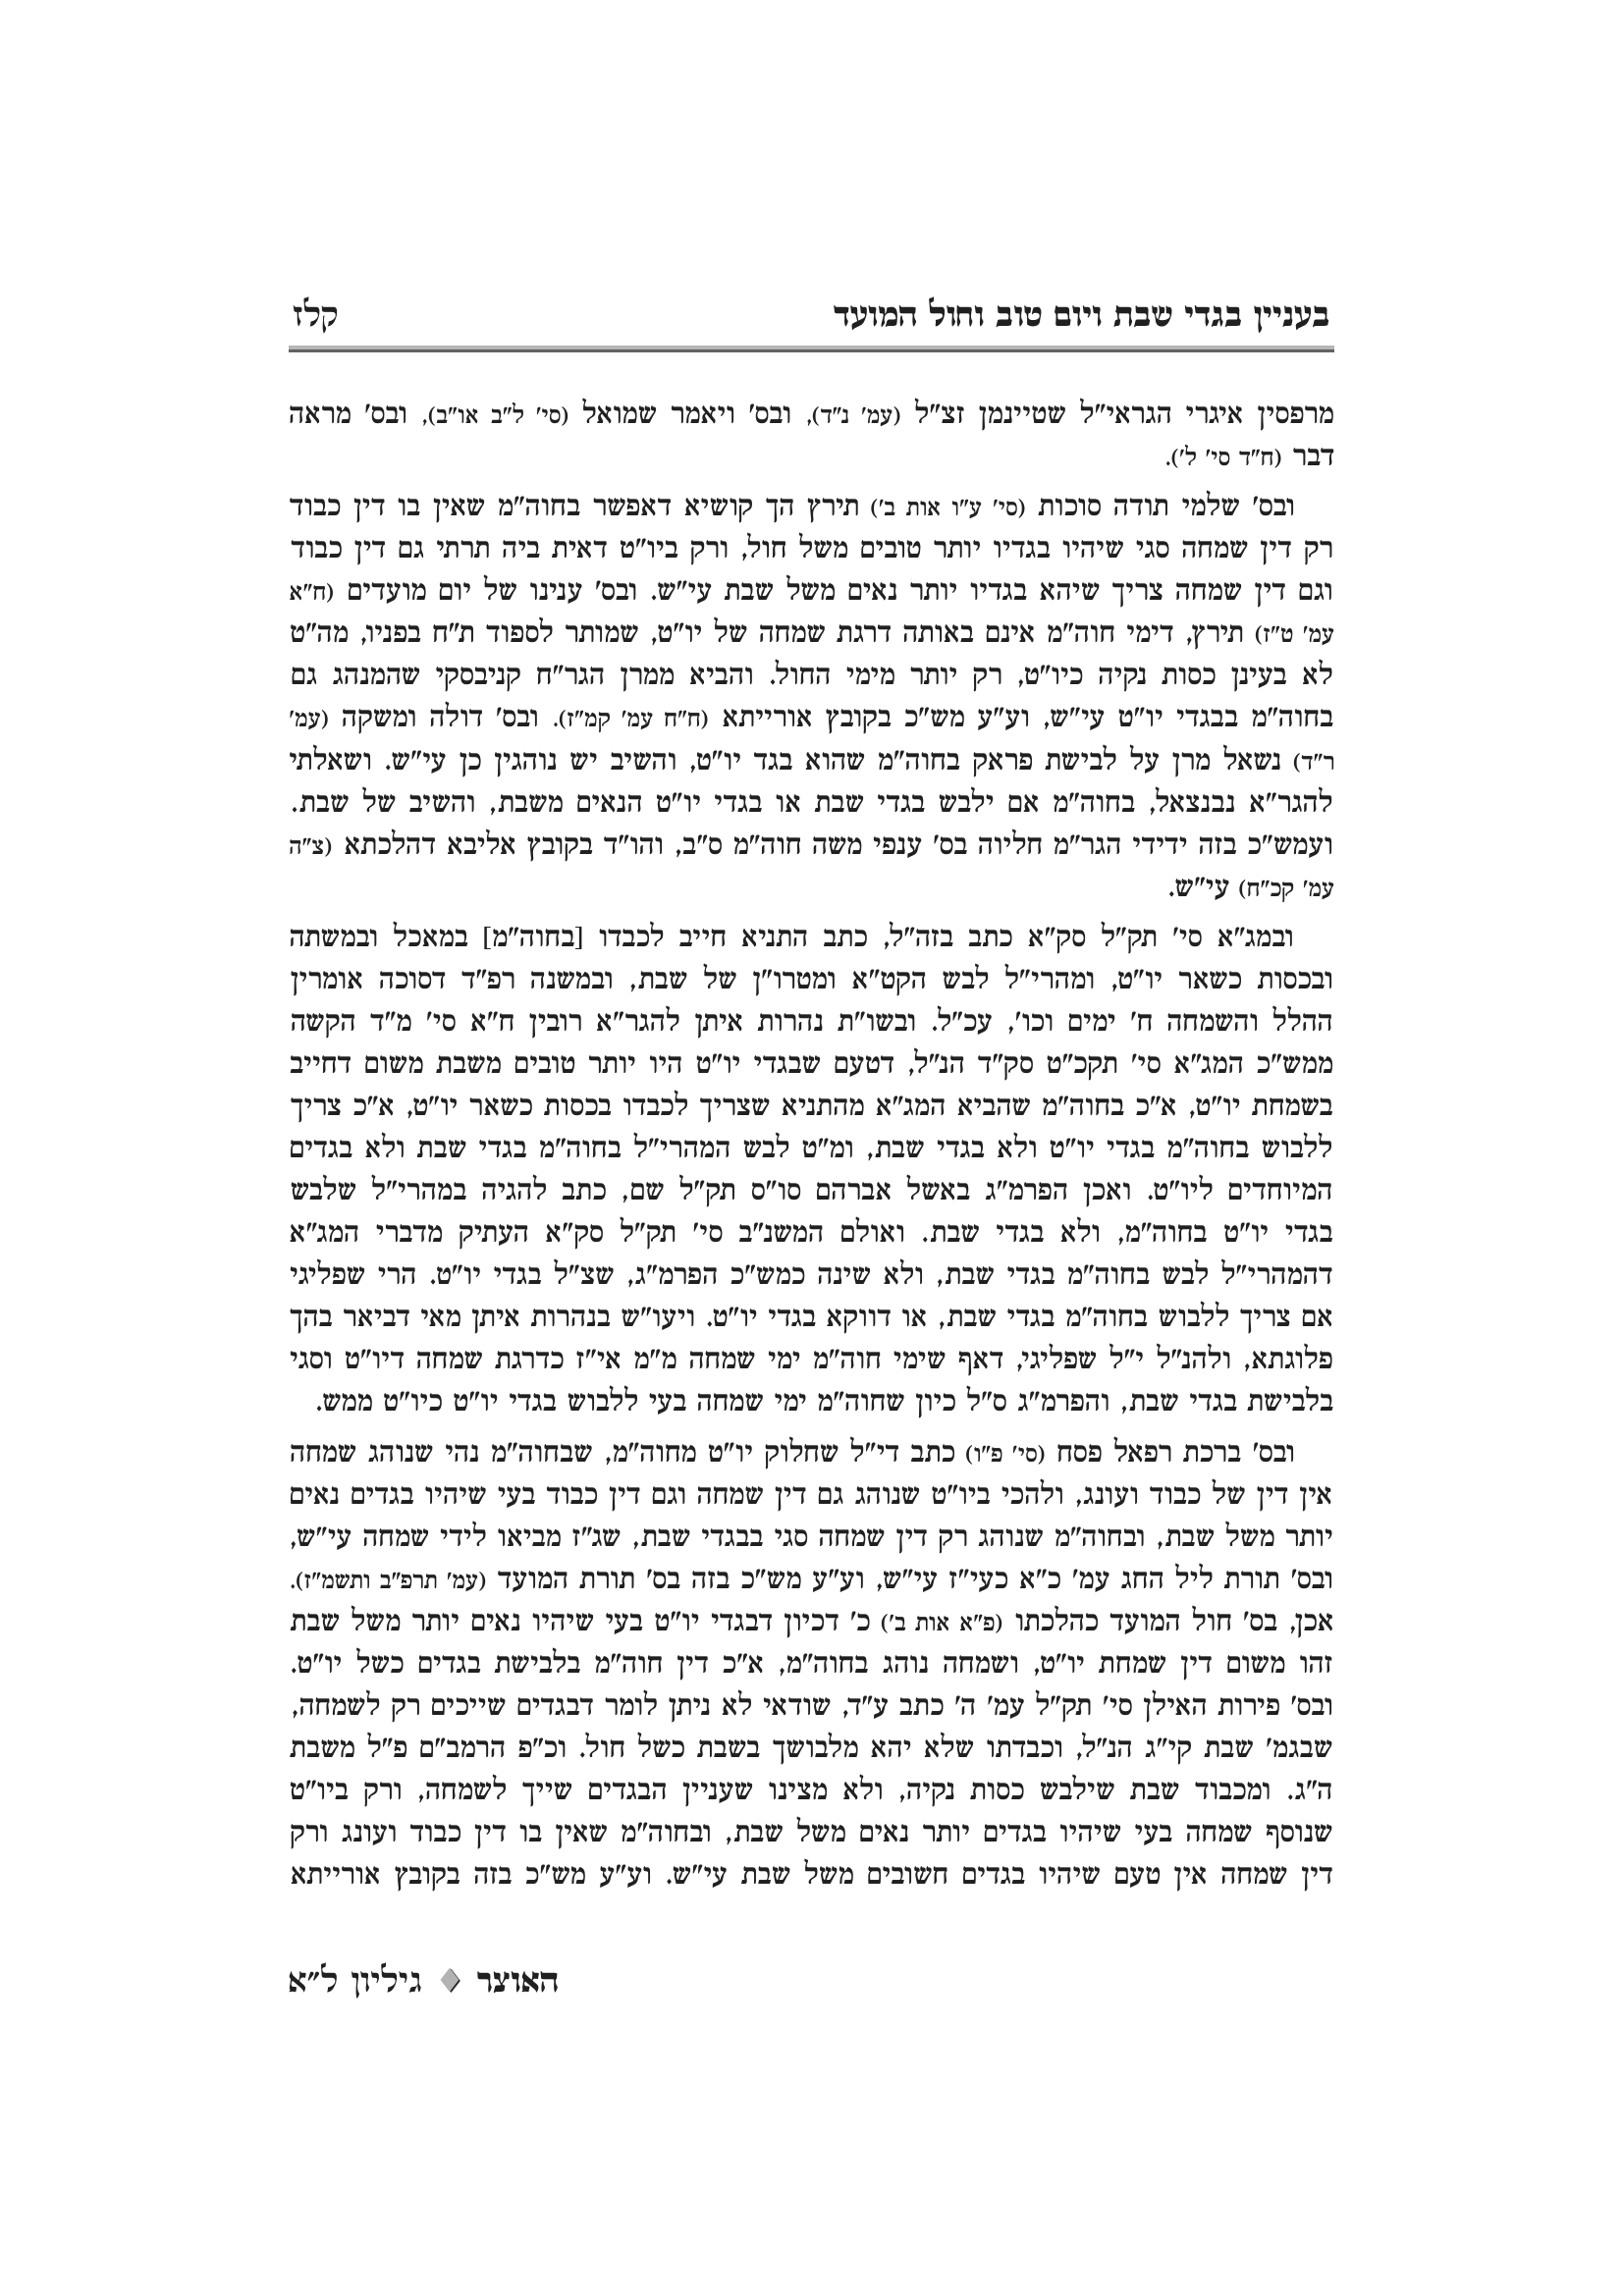 בעניין בגדי שבת ויום טוב וחול המועד קלז
מרפסין איגרי הגראי"ל שטיינמן זצ"ל (עמ' נ"ד), ובס' ויאמר שמואל (סי' ל"ב או"ב), ובס' מראה
דבר (ח"ד סי' ל').
ובס' שלמי תודה סוכות (סי' ע"ו אות ב') תירץ הך קושיא דאפשר בחוה"מ שאין בו דין כבוד
רק דין שמחה סגי שיהיו בגדיו יותר טובים משל חול, ורק ביו"ט דאית ביה תרתי גם דין כבוד
וגם דין שמחה צריך שיהא בגדיו יותר נאים משל שבת עי"ש. ובס' ענינו של יום מועדים (ח"א
עמ' ט"ז) תירץ, דימי חוה"מ אינם באותה דרגת שמחה של יו"ט, שמותר לספוד ת"ח בפניו, מה"ט
לא בעינן כסות נקיה כיו"ט, רק יותר מימי החול. והביא ממרן הגר"ח קניבסקי שהמנהג גם
בחוה"מ בבגדי יו"ט עי"ש, וע"ע מש"כ בקובץ אורייתא (ח"ח עמ' קמ"ז). ובס' דולה ומשקה (עמ'
ר"ד) נשאל מרן על לבישת פראק בחוה"מ שהוא בגד יו"ט, והשיב יש נוהגין כן עי"ש. ושאלתי
להגר"א נבנצאל, בחוה"מ אם ילבש בגדי שבת או בגדי יו"ט הנאים משבת, והשיב של שבת.
ועמש"כ בזה ידידי הגר"מ חליוה בס' ענפי משה חוה"מ ס"ב, והו"ד בקובץ אליבא דהלכתא (צ"ה
עמ' קכ"ח) עי"ש.
ובמג"א סי' תק"ל סק"א כתב בזה"ל, כתב התניא חייב לכבדו [בחוה"מ] במאכל ובמשתה
ובכסות כשאר יו"ט, ומהרי"ל לבש הקט"א ומטרו"ן של שבת, ובמשנה רפ"ד דסוכה אומרין
ההלל והשמחה ח' ימים וכו', עכ"ל. ובשו"ת נהרות איתן להגר"א רובין ח"א סי' מ"ד הקשה
ממש"כ המג"א סי' תקכ"ט סק"ד הנ"ל, דטעם שבגדי יו"ט היו יותר טובים משבת משום דחייב
בשמחת יו"ט, א"כ בחוה"מ שהביא המג"א מהתניא שצריך לכבדו בכסות כשאר יו"ט, א"כ צריך
ללבוש בחוה"מ בגדי יו"ט ולא בגדי שבת, ומ"ט לבש המהרי"ל בחוה"מ בגדי שבת ולא בגדים
המיוחדים ליו"ט. ואכן הפרמ"ג באשל אברהם סו"ס תק"ל שם, כתב להגיה במהרי"ל שלבש
בגדי יו"ט בחוה"מ, ולא בגדי שבת. ואולם המשנ"ב סי' תק"ל סק"א העתיק מדברי המג"א
דהמהרי"ל לבש בחוה"מ בגדי שבת, ולא שינה כמש"כ הפרמ"ג, שצ"ל בגדי יו"ט. הרי שפליגי
אם צריך ללבוש בחוה"מ בגדי שבת, או דווקא בגדי יו"ט. ויעו"ש בנהרות איתן מאי דביאר בהך
פלוגתא, ולהנ"ל י"ל שפליגי, דאף שימי חוה"מ ימי שמחה מ"מ אי"ז כדרגת שמחה דיו"ט וסגי
בלבישת בגדי שבת, והפרמ"ג ס"ל כיון שחוה"מ ימי שמחה בעי ללבוש בגדי יו"ט כיו"ט ממש.
ובס' ברכת רפאל פסח (סי' פ"ו) כתב די"ל שחלוק יו"ט מחוה"מ, שבחוה"מ נהי שנוהג שמחה
אין דין של כבוד ועונג, ולהכי ביו"ט שנוהג גם דין שמחה וגם דין כבוד בעי שיהיו בגדים נאים
יותר משל שבת, ובחוה"מ שנוהג רק דין שמחה סגי בבגדי שבת, שג"ז מביאו לידי שמחה עי"ש,
ובס' תורת ליל החג עמ' כ"א כעי"ז עי"ש, וע"ע מש"כ בזה בס' תורת המועד (עמ' תרפ"ב ותשמ"ז).
אכן, בס' חול המועד כהלכתו (פ"א אות ב') כ' דכיון דבגדי יו"ט בעי שיהיו נאים יותר משל שבת
זהו משום דין שמחת יו"ט, ושמחה נוהג בחוה"מ, א"כ דין חוה"מ בלבישת בגדים כשל יו"ט.
ובס' פירות האילן סי' תק"ל עמ' ה' כתב ע"ד, שודאי לא ניתן לומר דבגדים שייכים רק לשמחה,
שבגמ' שבת קי"ג הנ"ל, וכבדתו שלא יהא מלבושך בשבת כשל חול. וכ"פ הרמב"ם פ"ל משבת
ה"ג. ומכבוד שבת שילבש כסות נקיה, ולא מצינו שעניין הבגדים שייך לשמחה, ורק ביו"ט
שנוסף שמחה בעי שיהיו בגדים יותר נאים משל שבת, ובחוה"מ שאין בו דין כבוד ועונג ורק
דין שמחה אין טעם שיהיו בגדים חשובים משל שבת עי"ש. וע"ע מש"כ בזה בקובץ אורייתא
האוצר ♦ גיליון ל"א